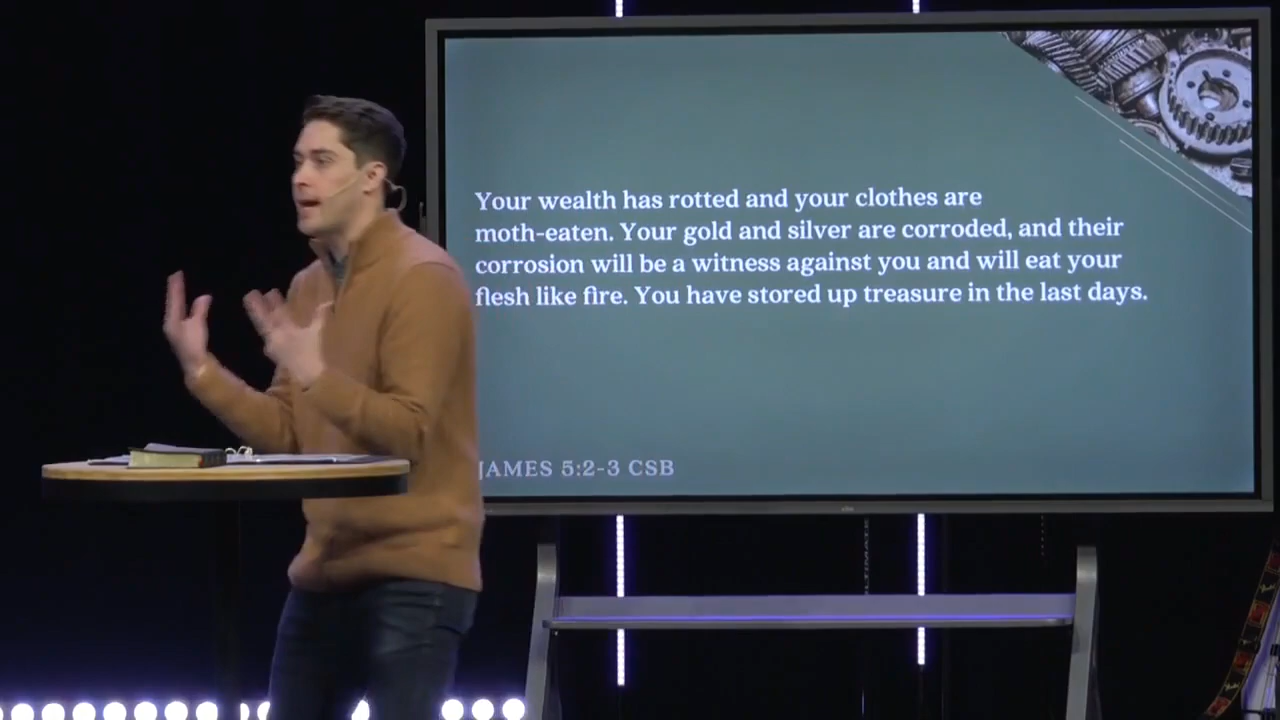 Your wealth has rotted and your clothes are
moth-eaten. Your gold and silver are corroded, and their
corrosion will be a witness against you and will eat your
flesh like fire. You have stored up treasure in the last days.
JAMES 5:2-3 CSB
ULTIMATE